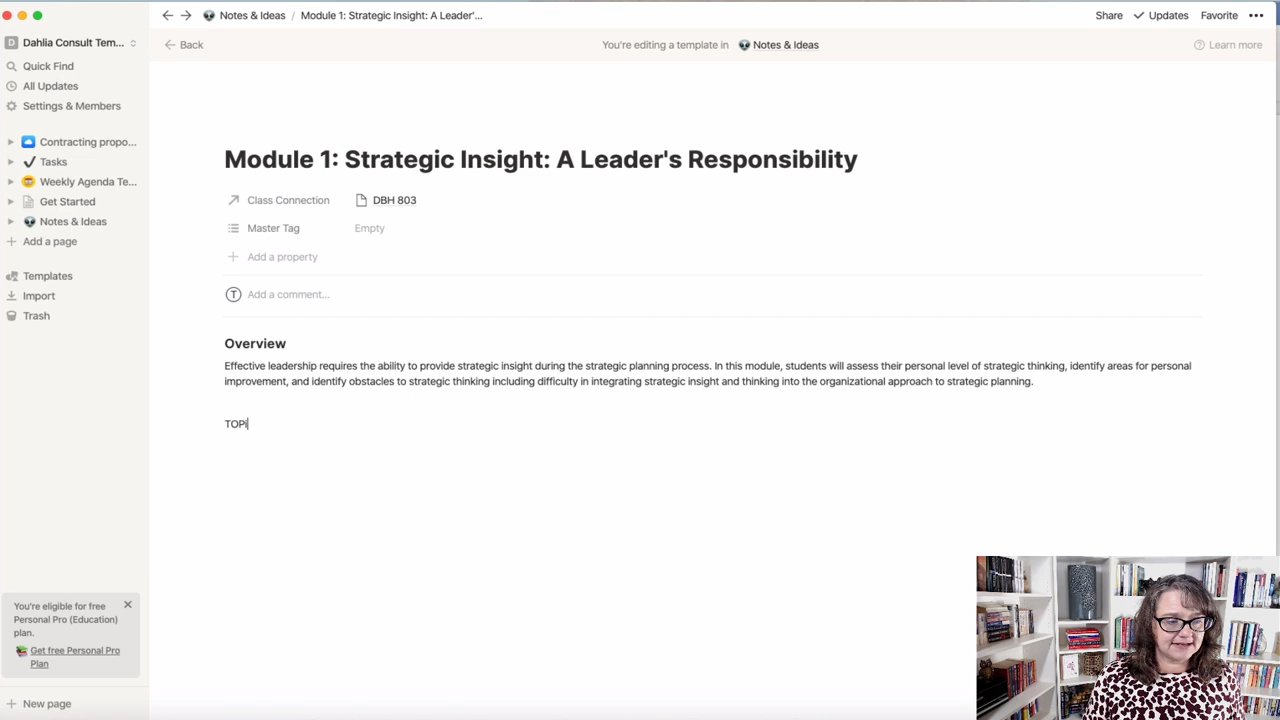 Notes & Ideas / Module 1: Strategic Insight: A Leader's...
Share Updates Favorite
D Dahlia Consult Tem...
Back
You're editing a template in Notes & Ideas
Learn more
Quick Find
All Updates
Settings & Members
Contracting propo...
Tasks
Weekly Agenda Te...
Get Started
Notes & Ideas
Add a page
Templates
Import
Trash
Module 1: Strategic Insight: A Leader's Responsibility
Class Connection DBH 803
Master Tag Empty
Add a property
T Add a comment...
Overview
Effective leadership requires the ability to provide strategic insight during the strategic planning process. In this module, students will assess their personal level of strategic thinking, identify areas for personal
improvement, and identify obstacles to strategic thinking including difficulty in integrating strategic insight and thinking into the organizational approach to strategic planning.
TOPi
You're eligible for free
Personal Pro (Education)
plan.
Get free Personal Pro
Plan
New page